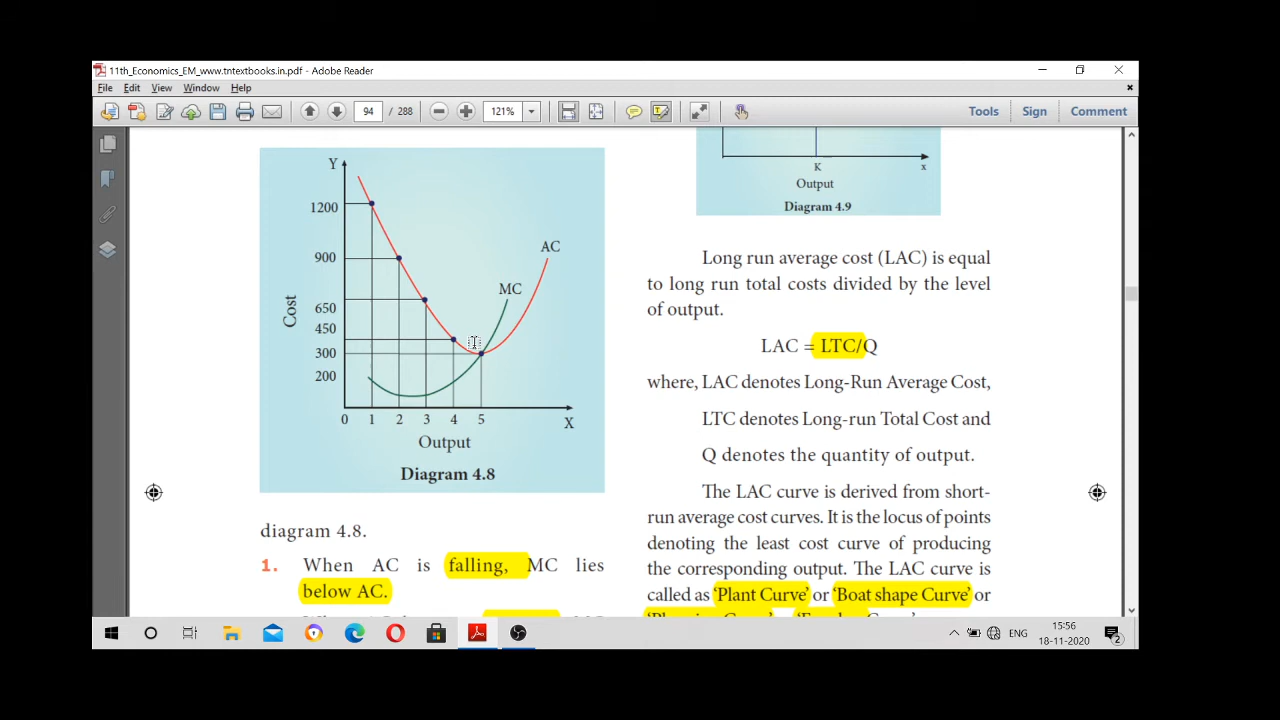 11th_Economics_EM_www.tntextbooks.in.pdf - Adobe Reader
File Edit View Window Help
94 / 288 121% Tools Sign Comment
Y
1200
900
650
450
300
200
Cost
AC
MC
0 1 2 3 4 5 X
Output
Diagram 4.8
diagram 4.8.
1. When AC is falling, MC lies
below AC.
K
x
Output
Diagram 4.9
Long run average cost (LAC) is equal
to long run total costs divided by the level
of output.
LAC = LTC/Q
where, LAC denotes Long-Run Average Cost,
LTC denotes Long-run Total Cost and
Q denotes the quantity of output.
The LAC curve is derived from short-
run average cost curves. It is the locus of points
denoting the least cost curve of producing
the corresponding output. The LAC curve is
called as ‘Plant Curve’ or ‘Boat shape Curve’ or
ENG
15:56
18-11-2020
2